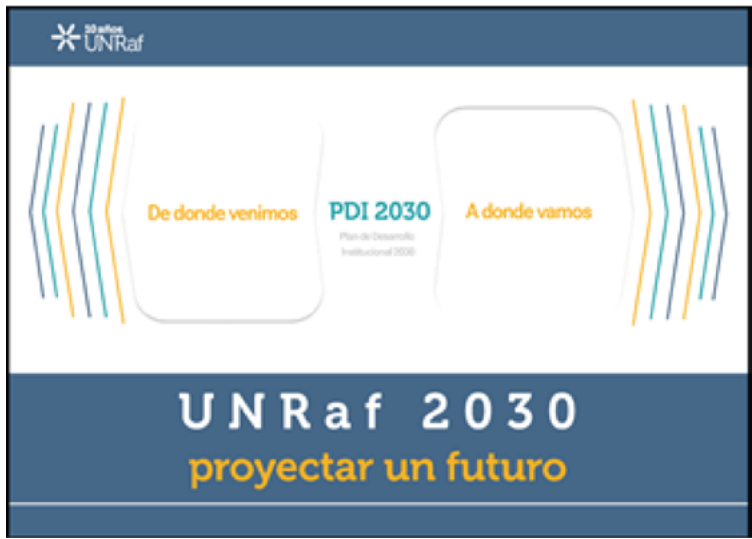 10 años
UNRaf
De donde venimos
PDI 2030
A donde vamos
Plan de Desarrollo
Institucional 2030
UNRaf 2030
proyectar un futuro